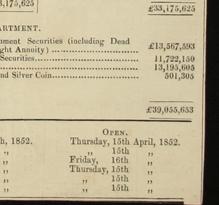 3,175,625 £33,175,625
ARTMENT.
nment Securities (including Dead
ght Annuity) £13,567,593
Securities 11,722,150
13,195,605
nd Silver Coin 501,305
£39,055,653
OPEN.
h, 1852. Thursday, 15th April, 1852.
„ „ 15th „
„ Friday, 16th „
„ Thursday, 15th „
„ „ 15th „
„ „ 15th „